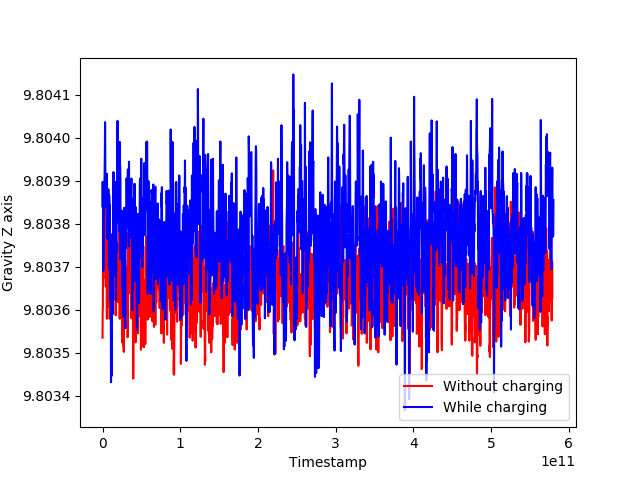 9.8041
9.8040
9.8039
9.8038
9.8037
9.8036
9.8035
9.8034
Gravity Z axis
0 1 2 3 4 5 6
1e11
Timestamp
Without charging
While charging